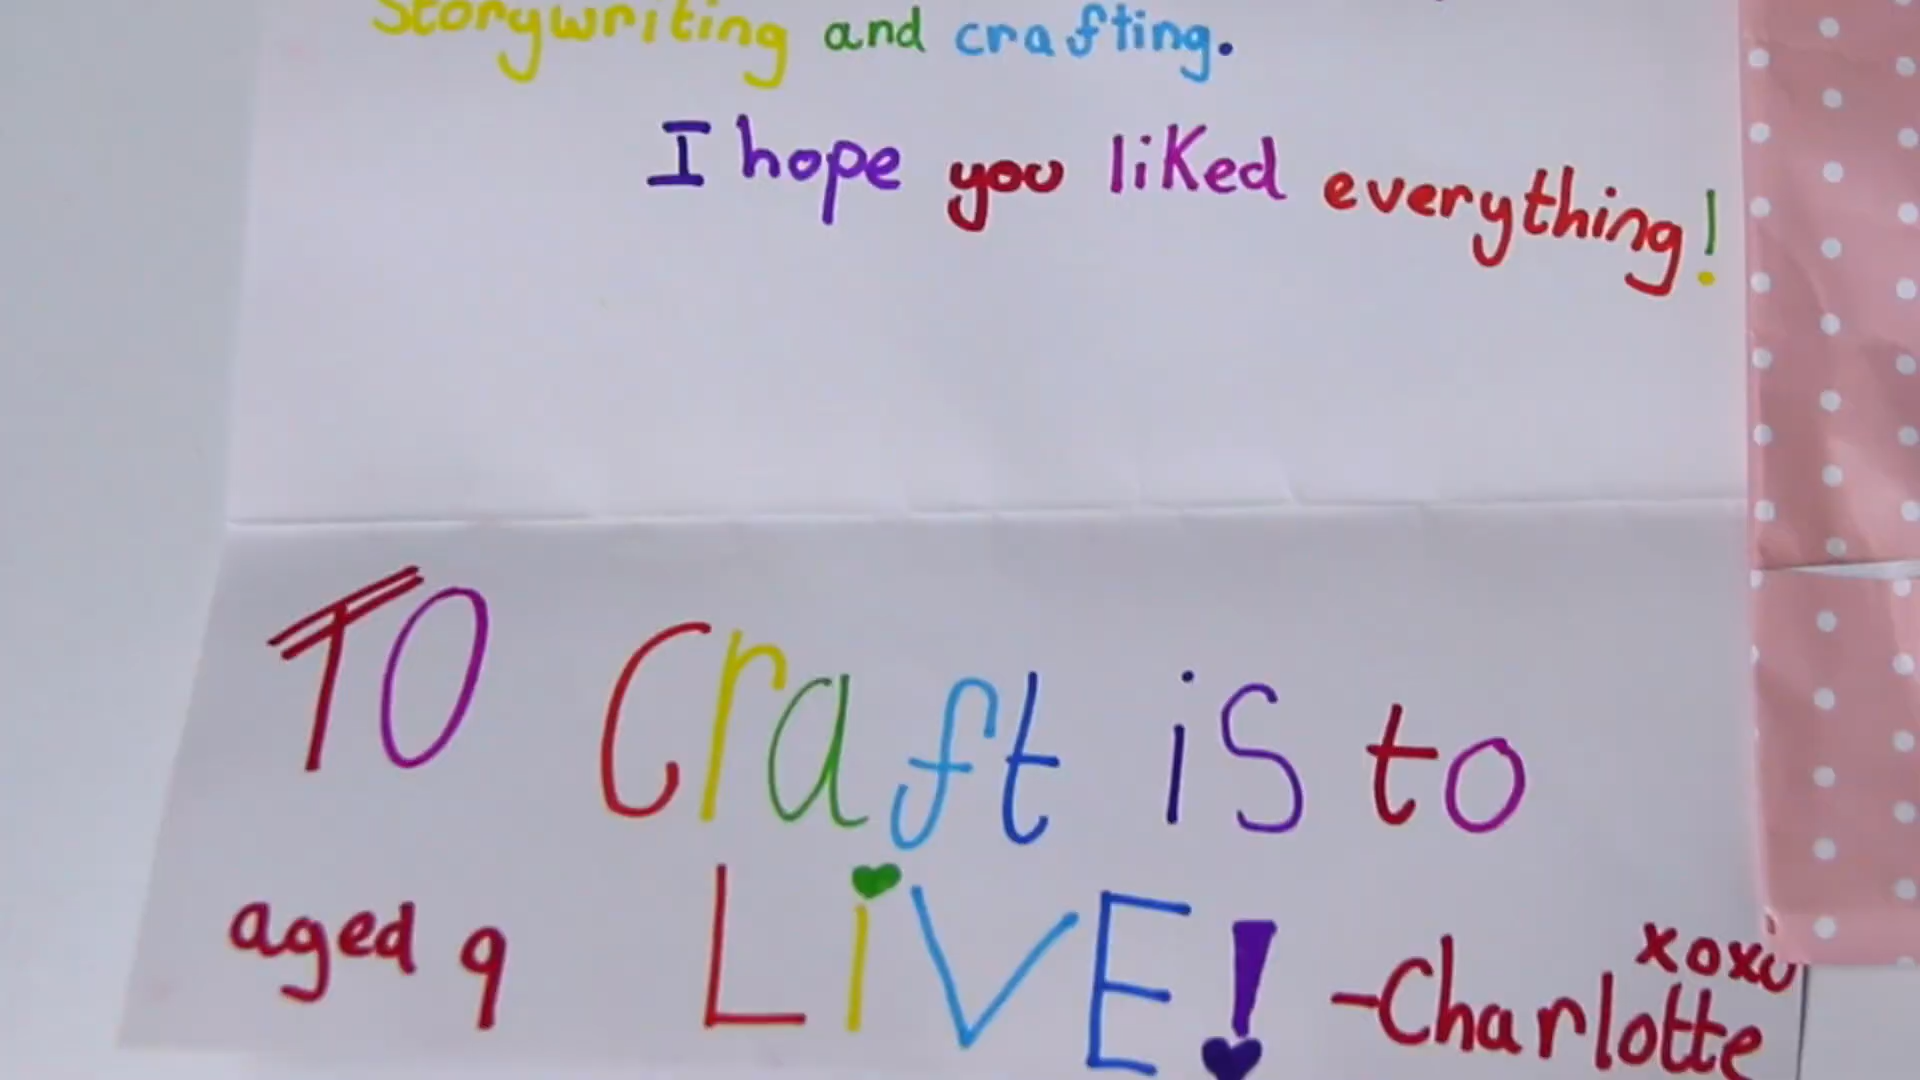 Storywriting and crafting.
I hope you liked everything!
TO Craft is to
aged 9 LiVE! -Charlotte
xoxo